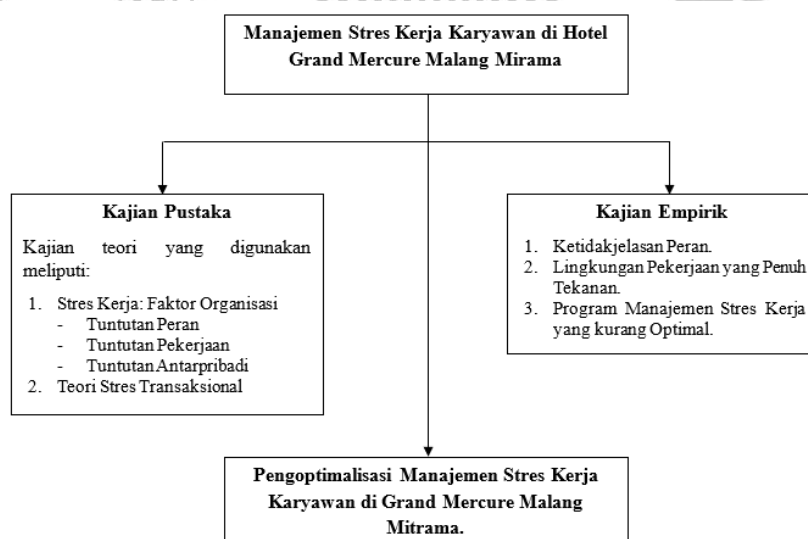 Manajemen Stres Kerja Karyawan di Hotel
Grand Mercure Malang Mirama
Kajian Pustaka
Kajian teori yang digunakan
meliputi:
1. Stres Kerja: Faktor Organisasi
- Tuntutan Peran
- Tuntutan Pekerjaan
- Tuntutan Antarpribadi
2. Teori Stres Transaksional
Kajian Empirik
1. Ketidakjelasan Peran.
2. Lingkungan Pekerjaan yang Penuh
Tekanan.
3. Program Manajemen Stres Kerja
yang kurang Optimal.
Pengoptimalisasi Manajemen Stres Kerja
Karyawan di Grand Mercure Malang
Mitrama.